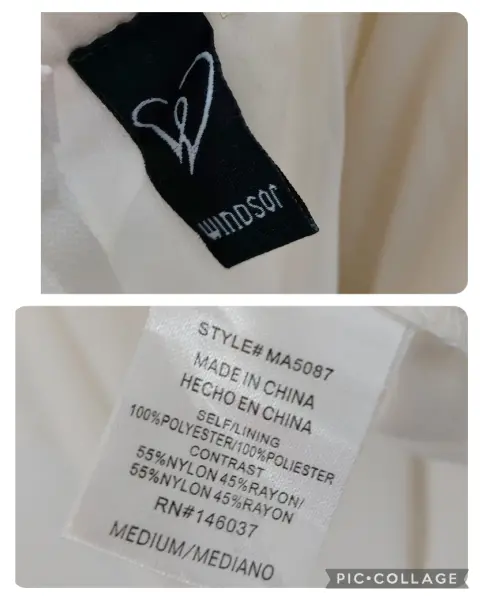 WINDSOR
STYLE# MA5087
MADE IN CHINA
HECHO EN CHINA
SELF/LINING
100%POLYESTER/100%POLIESTER
CONTRAST
55%NYLON 45%RAYON/
55%NYLON 45%RAYON
RN#146037
MEDIUM/MEDIANO
PIC•COLLAGE